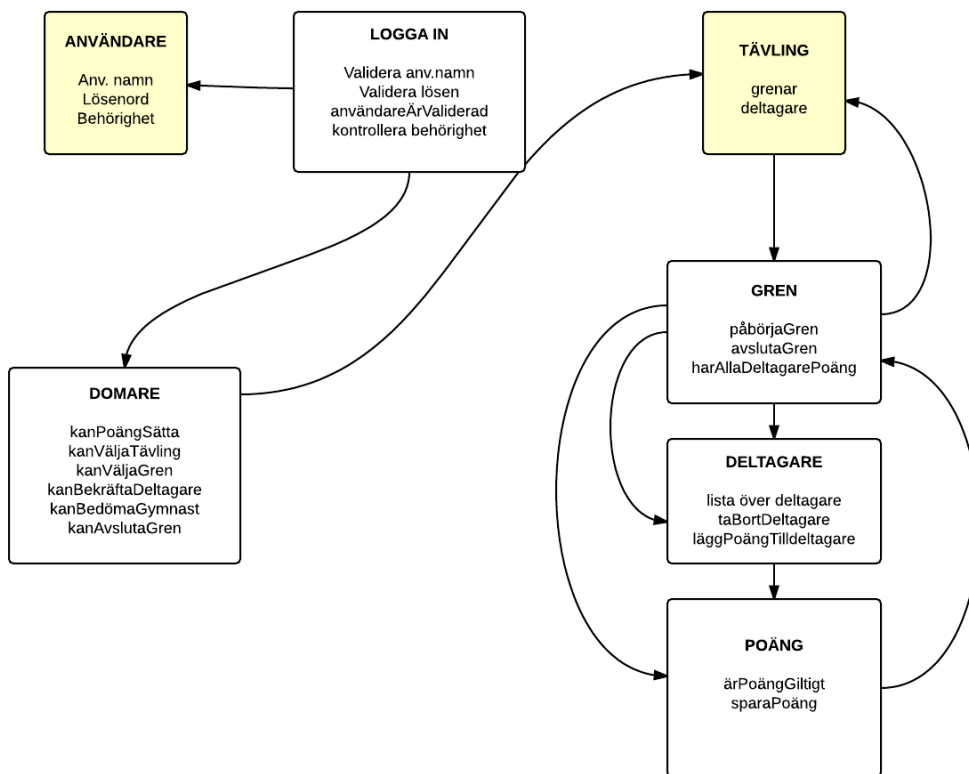 ANVÄNDARE
Anv. namn
Lösenord
Behörighet
LOGGA IN
Validera anv.namn
Validera lösen
användareÄrValiderad
kontrollera behörighet
TÄVLING
grenar
deltagare
GREN
påbörjaGren
avslutaGren
harAllaDeltagarePoäng
DOMARE
kanPoängSätta
kanVäljaTävling
kanVäljaGren
kanBekräftaDeltagare
kanBedömaGymnast
kanAvslutaGren
DELTAGARE
lista över deltagare
taBortDeltagare
läggPoängTilldeltagare
POÄNG
ärPoängGiltigt
sparaPoäng